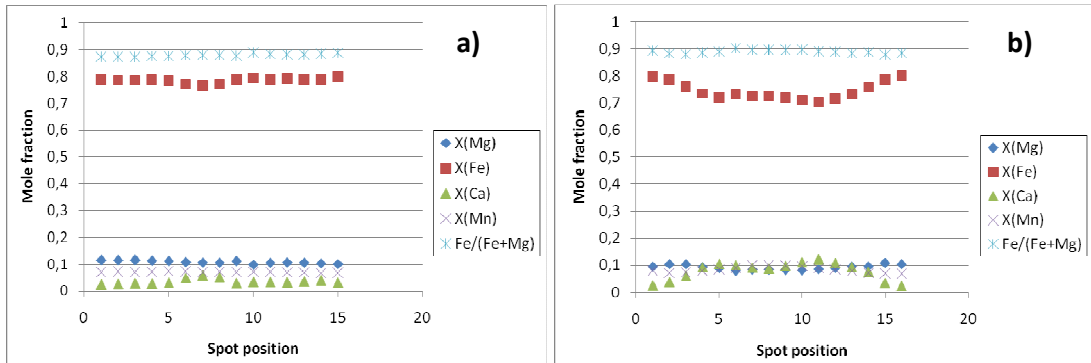 a)
1
0,9
0,8
0,7
0,6
0,5
0,4
0,3
0,2
0,1
0
0 5 10 15 20
Mole fraction
Spot position
X(Mg)
X(Fe)
X(Ca)
X(Mn)
Fe/(Fe+Mg)
b)
1
0,9
0,8
0,7
0,6
0,5
0,4
0,3
0,2
0,1
0
0 5 10 15 20
Mole fraction
Spot position
X(Mg)
X(Fe)
X(Ca)
X(Mn)
Fe/(Fe+Mg)